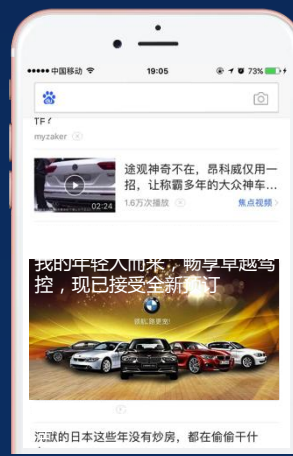 中国移动
19:05
73%
myzaker
途观神奇不在，昂科威仅用一
招，让称霸多年的大众神车...
02:24
1.6万次播放
焦点视频
我的年轻人而来，畅享卓越驾
控，现已接受全新预订
沉默的日本这些年没有炒房，都在偷偷干什